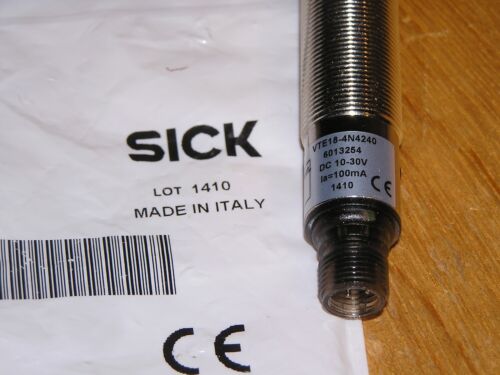 SICK
LOT 1410
MADE IN ITALY
CE
VTE18-4N4240
6013254
DC 10-30V
Ia=100mA
1410 CE